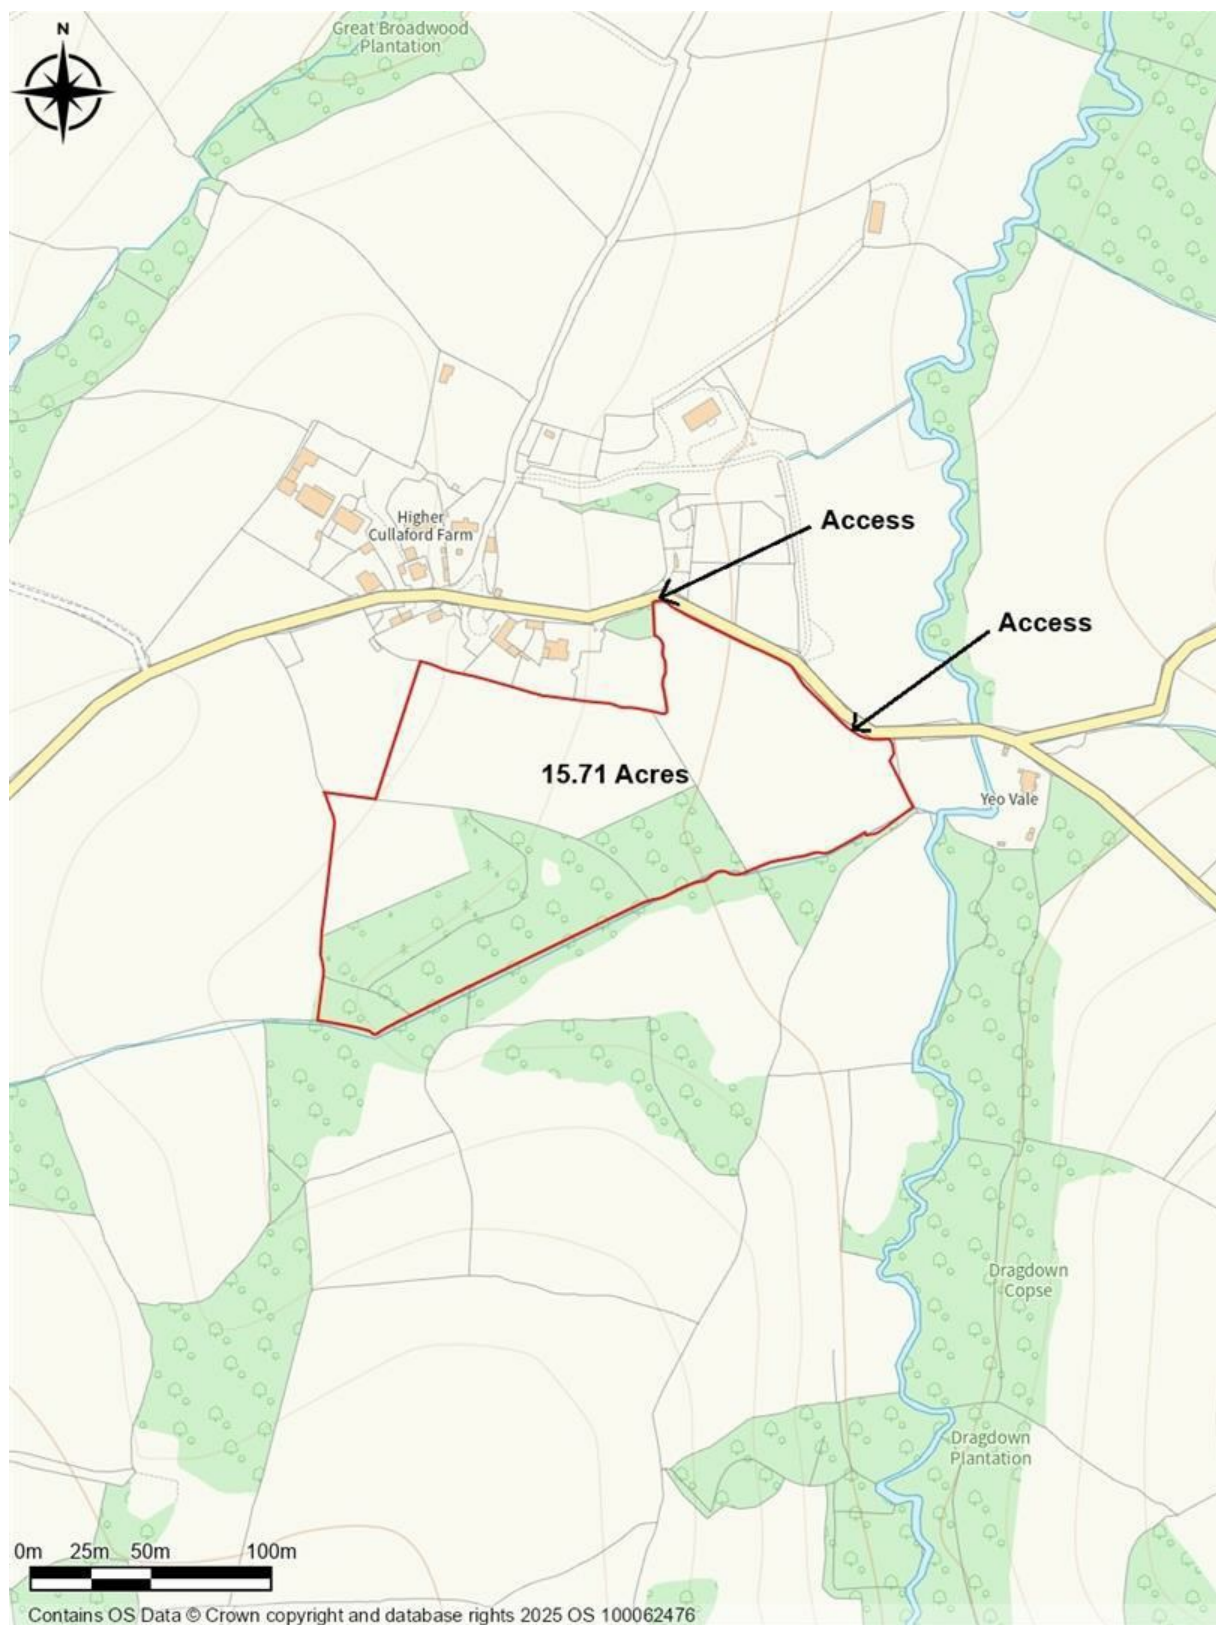 Great Broadwood
Plantation
N
Access
Higher
Cullaford Farm
Access
15.71 Acres
Yeo Vale
Dragdown
Copse
Dragdown
Plantation
0m 25m 50m 100m
Contains OS Data © Crown copyright and database rights 2025 OS 100062476